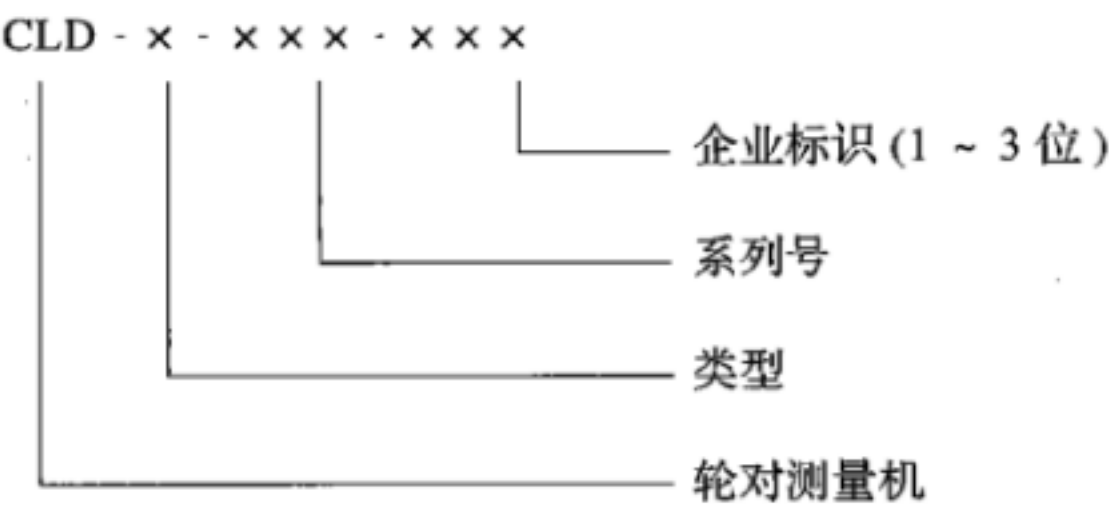 CLD - × - × × × - × × ×
企业标识(1 ~ 3 位)
系列号
类型
轮对测量机